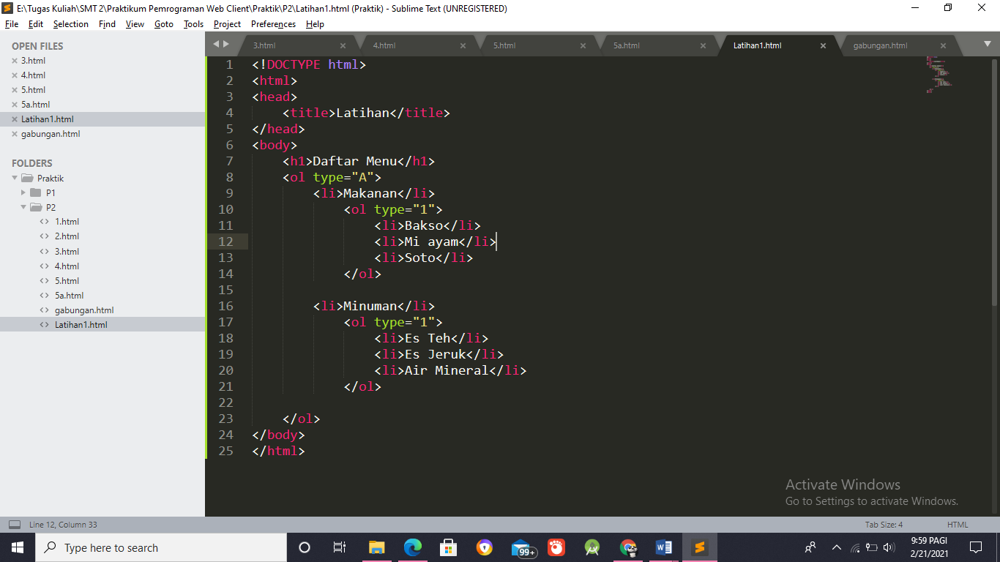 E:\Tugas Kuliah\SMT 2\Praktikum Pemrograman Web Client\Praktik\P2\Latihan1.html (Praktik) - Sublime Text (UNREGISTERED)
File Edit Selection Find View Goto Tools Project Preferences Help
OPEN FILES
3.html
4.html
5.html
5a.html
Latihan1.html
gabungan.html
FOLDERS
Praktik
P1
P2
1.html
2.html
3.html
4.html
5.html
5a.html
gabungan.html
Latihan1.html
3.html 4.html 5.html 5a.html Latihan1.html gabungan.html
1 <!DOCTYPE html>
2 <html>
3 <head>
4 <title>Latihan</title>
5 </head>
6 <body>
7 <h1>Daftar Menu</h1>
8 <ol type="A">
9 <li>Makanan</li>
10 <ol type="1">
11 <li>Bakso</li>
12 <li>Mi ayam</li>
13 <li>Soto</li>
14 </ol>
15
16 <li>Minuman</li>
17 <ol type="1">
18 <li>Es Teh</li>
19 <li>Es Jeruk</li>
20 <li>Air Mineral</li>
21 </ol>
22
23 </ol>
24 </body>
25 </html>
Activate Windows
Go to Settings to activate Windows.
Line 12, Column 33 Tab Size: 4 HTML
Type here to search
99+
9:59 PAGI
2/21/2021